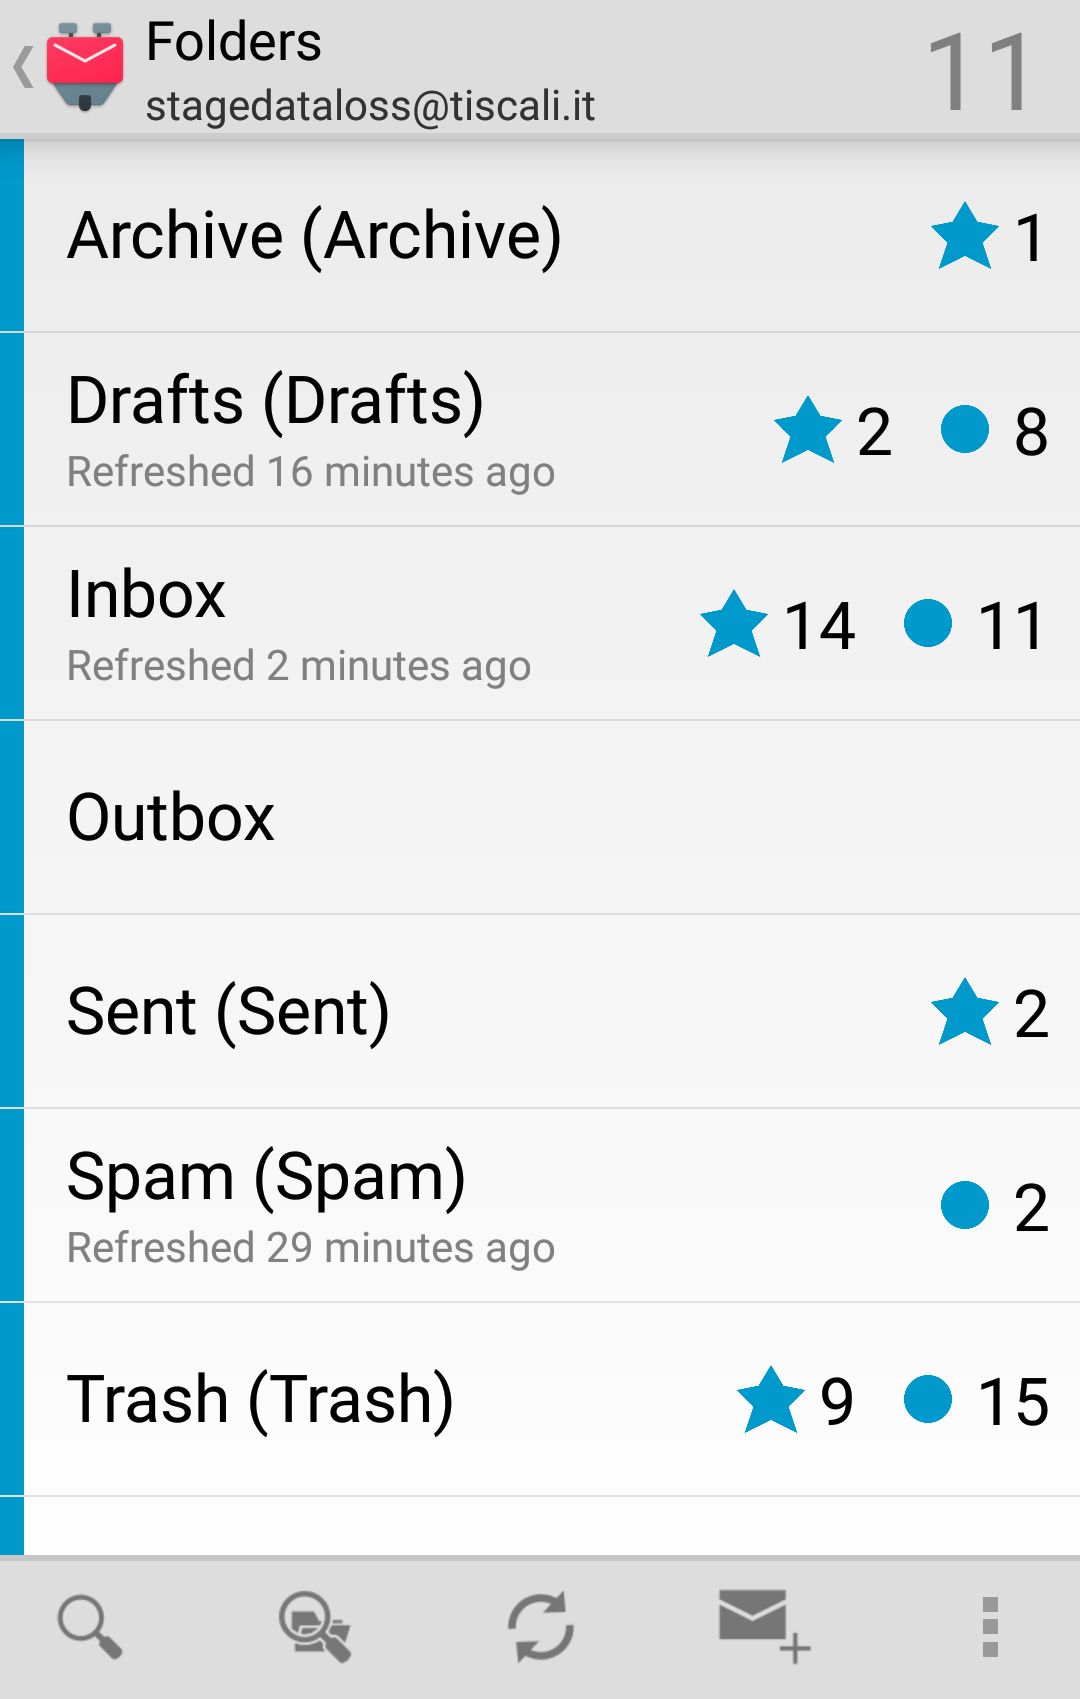 Folders
stagedataloss@tiscali.it
11
Archive (Archive)
1
Drafts (Drafts)
Refreshed 16 minutes ago
2
8
Inbox
Refreshed 2 minutes ago
14
11
Outbox
Sent (Sent)
2
Spam (Spam)
Refreshed 29 minutes ago
2
Trash (Trash)
9
15